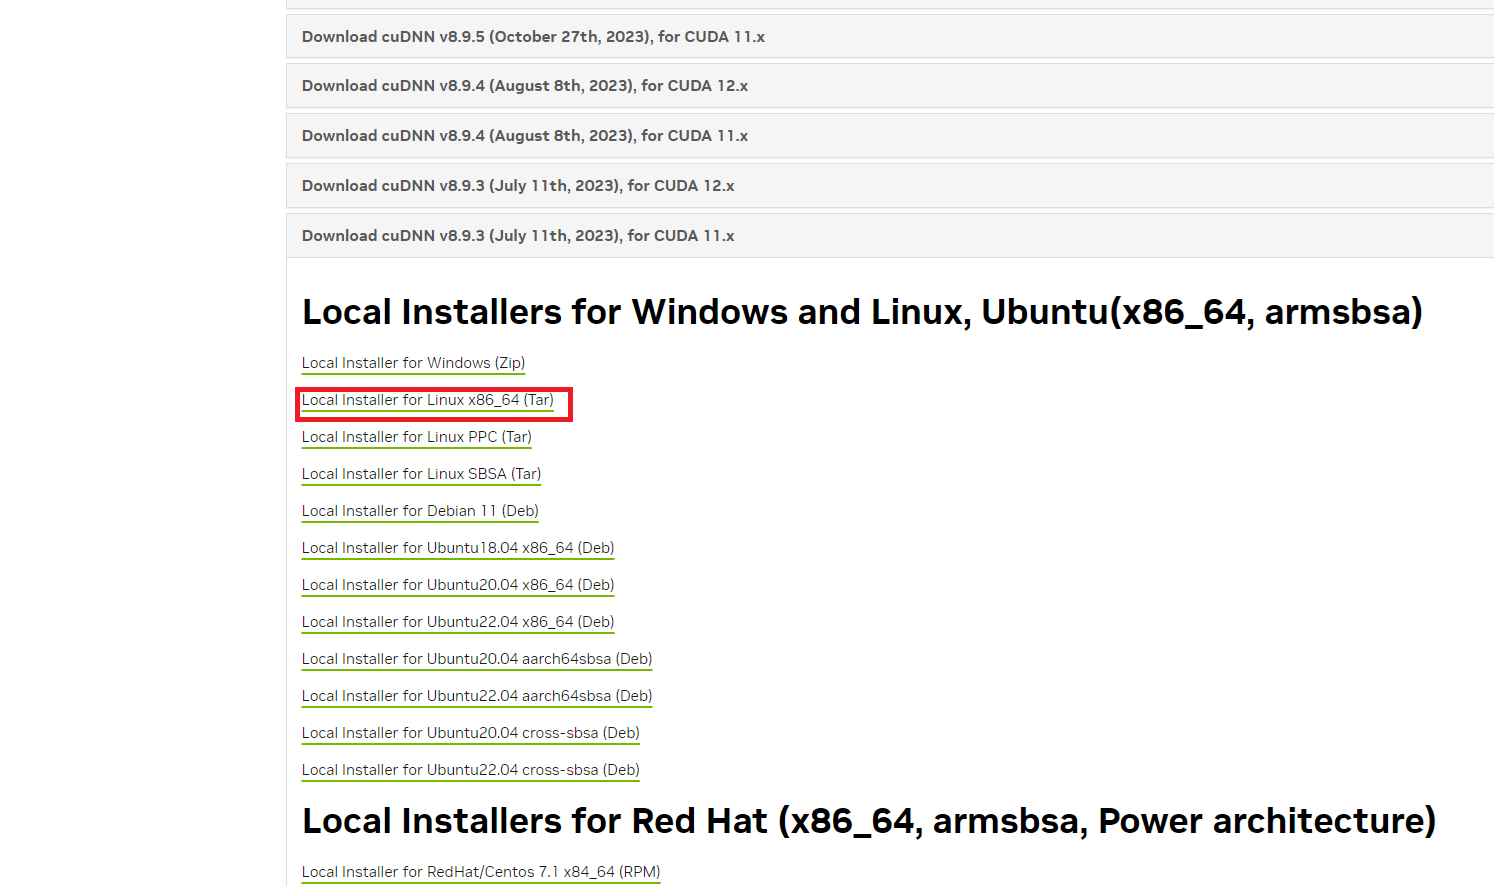 Download cuDNN v8.9.5 (October 27th, 2023), for CUDA 11.x
Download cuDNN v8.9.4 (August 8th, 2023), for CUDA 12.x
Download cuDNN v8.9.4 (August 8th, 2023), for CUDA 11.x
Download cuDNN v8.9.3 (July 11th, 2023), for CUDA 12.x
Download cuDNN v8.9.3 (July 11th, 2023), for CUDA 11.x
Local Installers for Windows and Linux, Ubuntu(x86_64, armsbsa)
Local Installer for Windows (Zip)
Local Installer for Linux x86_64 (Tar)
Local Installer for Linux PPC (Tar)
Local Installer for Linux SBSA (Tar)
Local Installer for Debian 11 (Deb)
Local Installer for Ubuntu18.04 x86_64 (Deb)
Local Installer for Ubuntu20.04 x86_64 (Deb)
Local Installer for Ubuntu22.04 x86_64 (Deb)
Local Installer for Ubuntu20.04 aarch64sbsa (Deb)
Local Installer for Ubuntu22.04 aarch64sbsa (Deb)
Local Installer for Ubuntu20.04 cross-sbsa (Deb)
Local Installer for Ubuntu22.04 cross-sbsa (Deb)
Local Installers for Red Hat (x86_64, armsbsa, Power architecture)
Local Installer for RedHat/Centos 7.1 x84_64 (RPM)